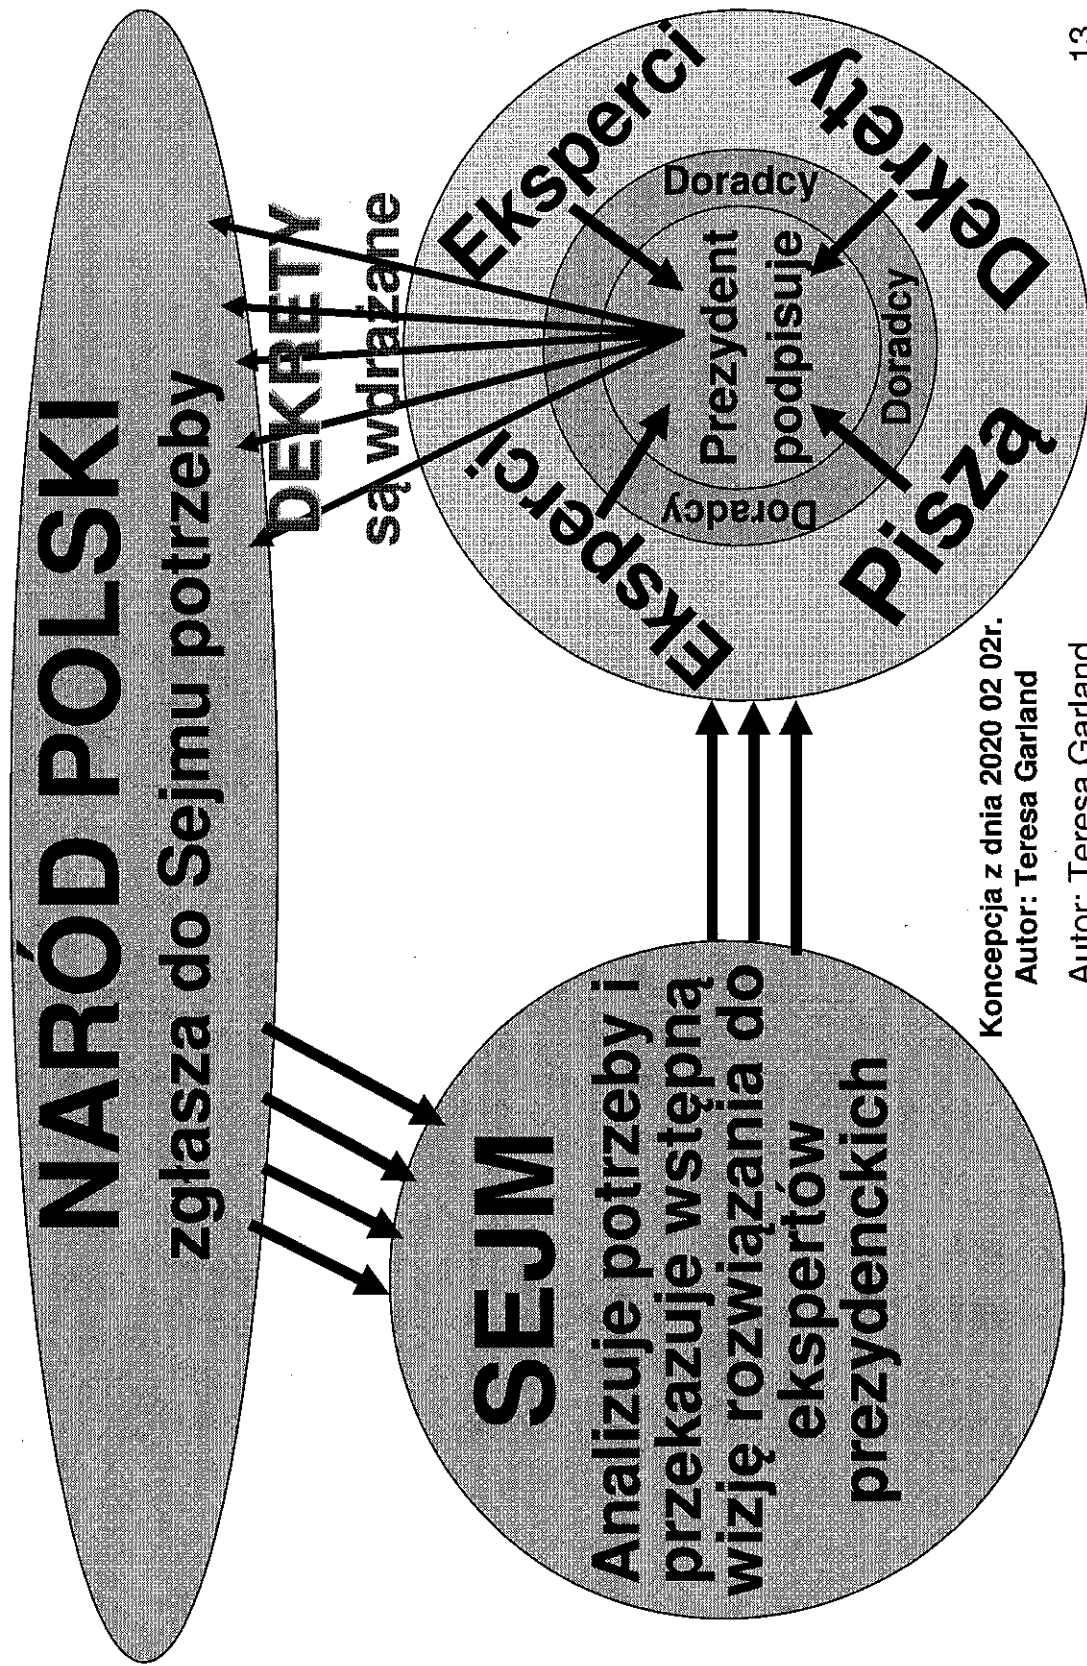 NARÓD POLSKI
zgłasza do Sejmu potrzeby
SEJM
Analizuje potrzeby i
przekazuje wstępną
wizję rozwiązania do
ekspertów
prezydenckich
DEKRETY
są wdrażane
Eksperci
Eksperci
Piszą
Dekrety
Doradcy
Doradcy
Doradcy
Prezydent
podpisuje
Koncepcja z dnia 2020 02 02r.
Autor: Teresa Garland
Autor: Teresa Garland
13